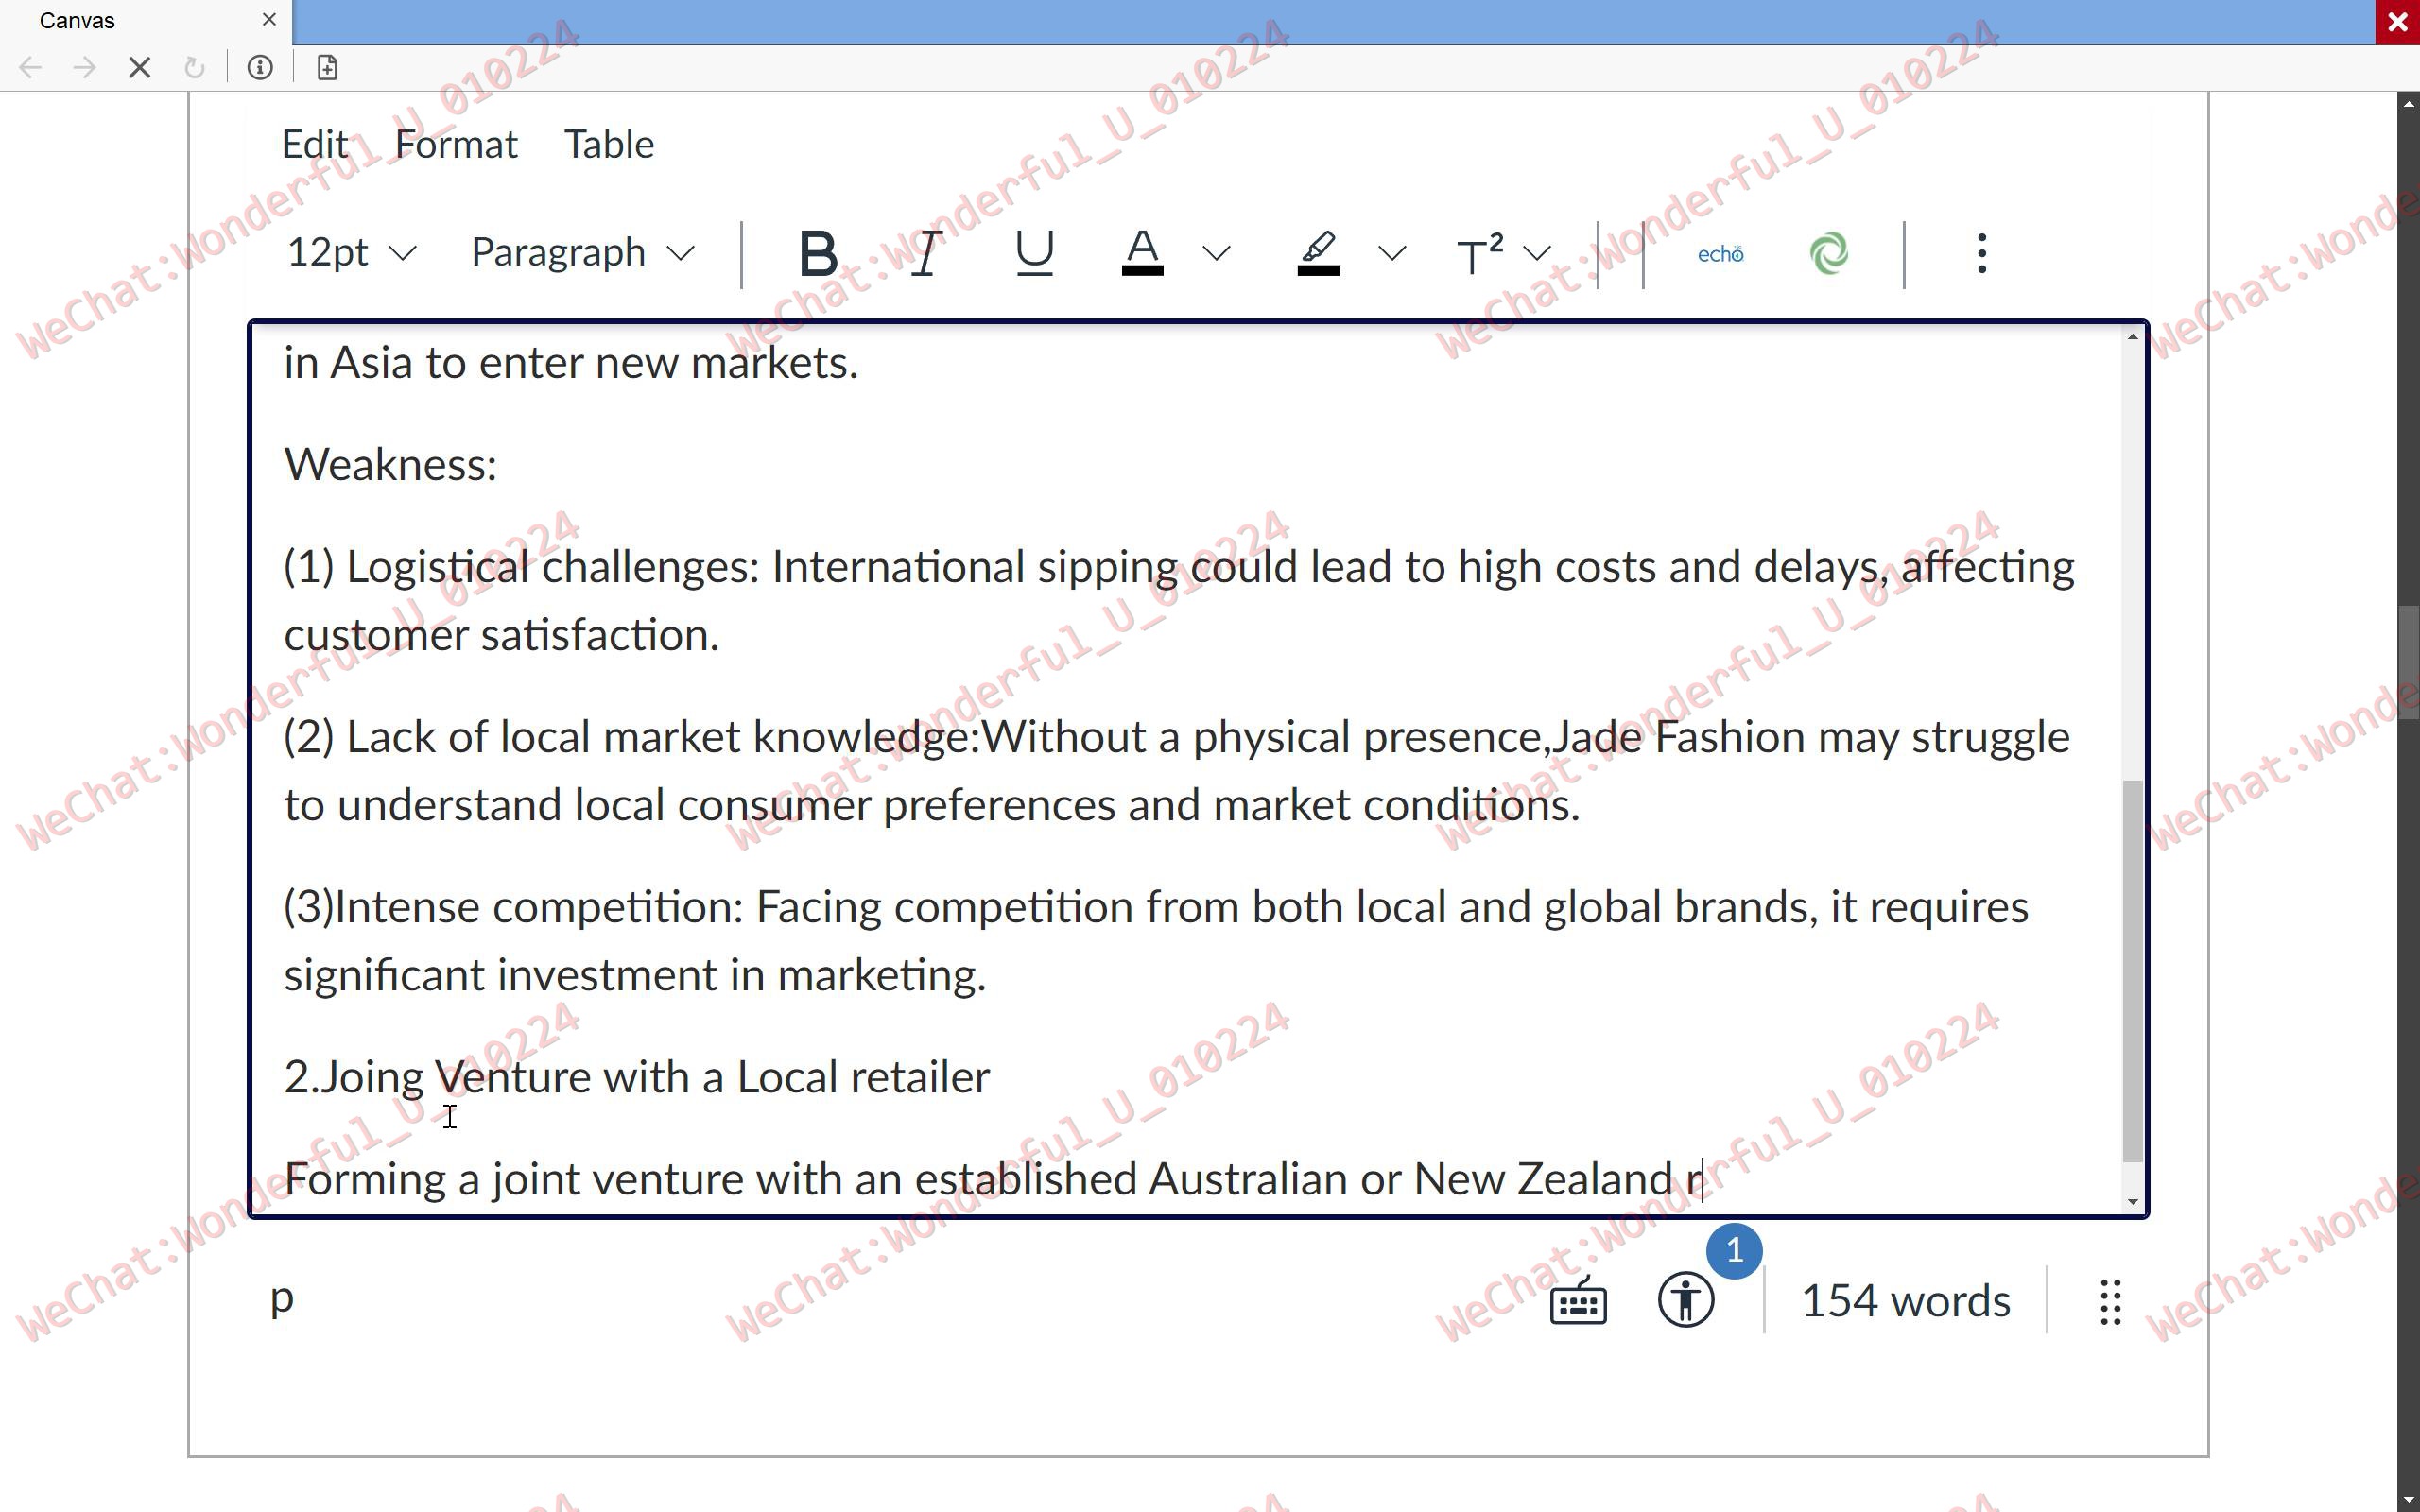 Canvas
Edit Format Table
12pt Paragraph B I U A T² echo
in Asia to enter new markets.
Weakness:
(1) Logistical challenges: International sipping could lead to high costs and delays, affecting
customer satisfaction.
(2) Lack of local market knowledge:Without a physical presence,Jade Fashion may struggle
to understand local consumer preferences and market conditions.
(3)Intense competition: Facing competition from both local and global brands, it requires
significant investment in marketing.
2.Joing Venture with a Local retailer
Forming a joint venture with an established Australian or New Zealand r
1
p 154 words
WeChat:Wonderful_U_010224